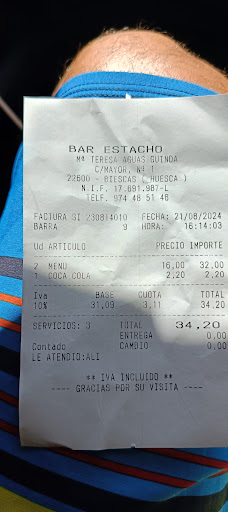 BAR ESTACHO
Mª TERESA AGUAS GUINDA
C/MAYOR, Nº 1
22600 - BIESCAS ( HUESCA )
N.I.F. 17.691.987-L
TELF. 974 48 51 46
FACTURA SI 230814010 FECHA: 21/08/2024
BARRA 9 HORA: 16:14:03
Ud ARTICULO PRECIO IMPORTE
2 MENU 16,00 32,00
1 COCA COLA 2,20 2,20
Iva BASE CUOTA TOTAL
10% 31,09 3,11 34,20
SERVICIOS: 3 TOTAL 34,20
ENTREGA 0,00
Contado CAMBIO 0,00
LE ATENDIO:ALI
** IVA INCLUIDO **
---- GRACIAS POR SU VISITA ----